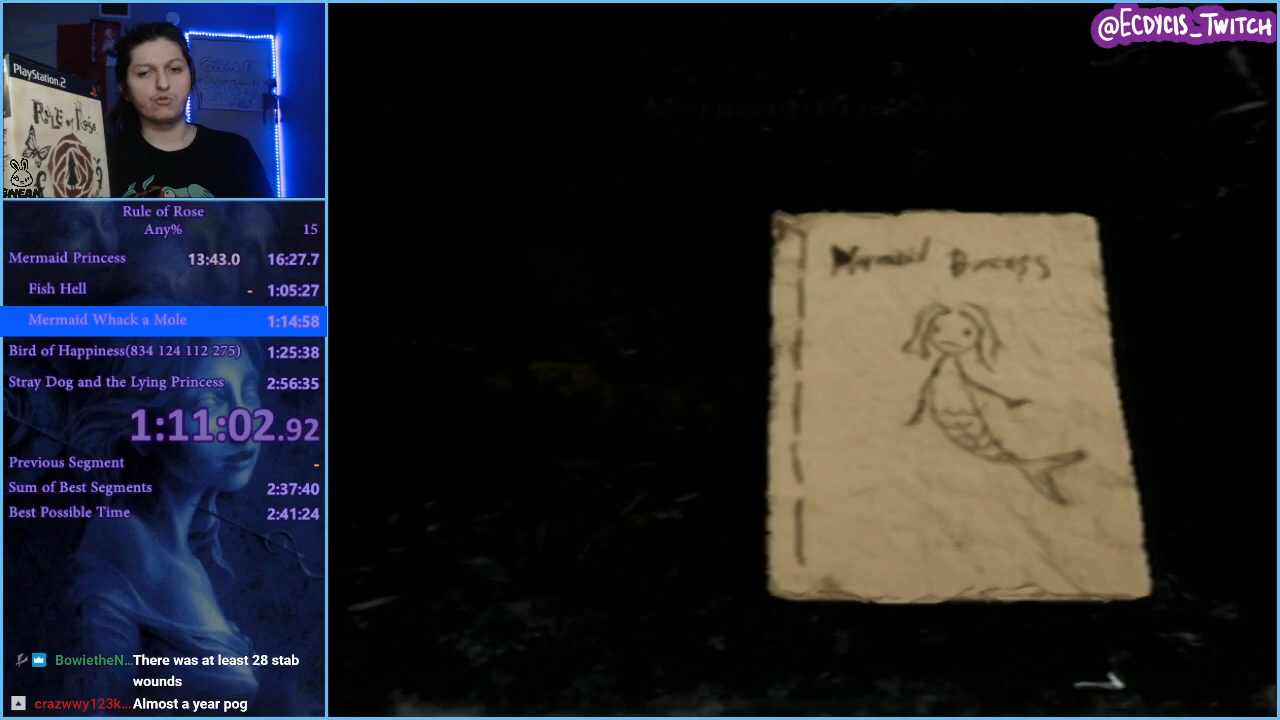 @ECDYCIS_TWITCH
PlayStation.2
RULE of ROSE
Rule of Rose
Any%
15
Mermaid Princess 13:43.0 16:27.7
Fish Hell - 1:05:27
Mermaid Whack a Mole 1:14:58
Bird of Happiness(834 124 112 275) 1:25:38
Stray Dog and the Lying Princess 2:56:35
1:11:02.92
Previous Segment -
Sum of Best Segments 2:37:40
Best Possible Time 2:41:24
BowietheN... There was at least 28 stab
wounds
crazwwy123k... Almost a year pog
Mermaid Princess